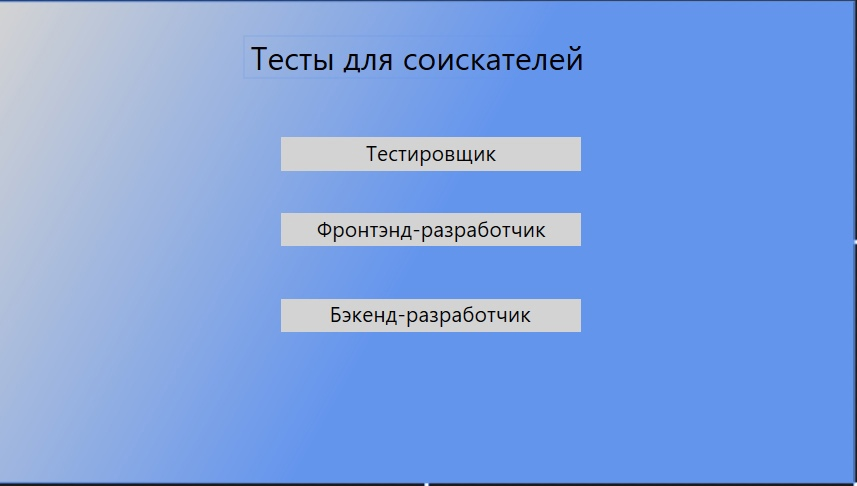 Тесты для соискателей
Тестировщик
Фронтэнд-разработчик
Бэкенд-разработчик